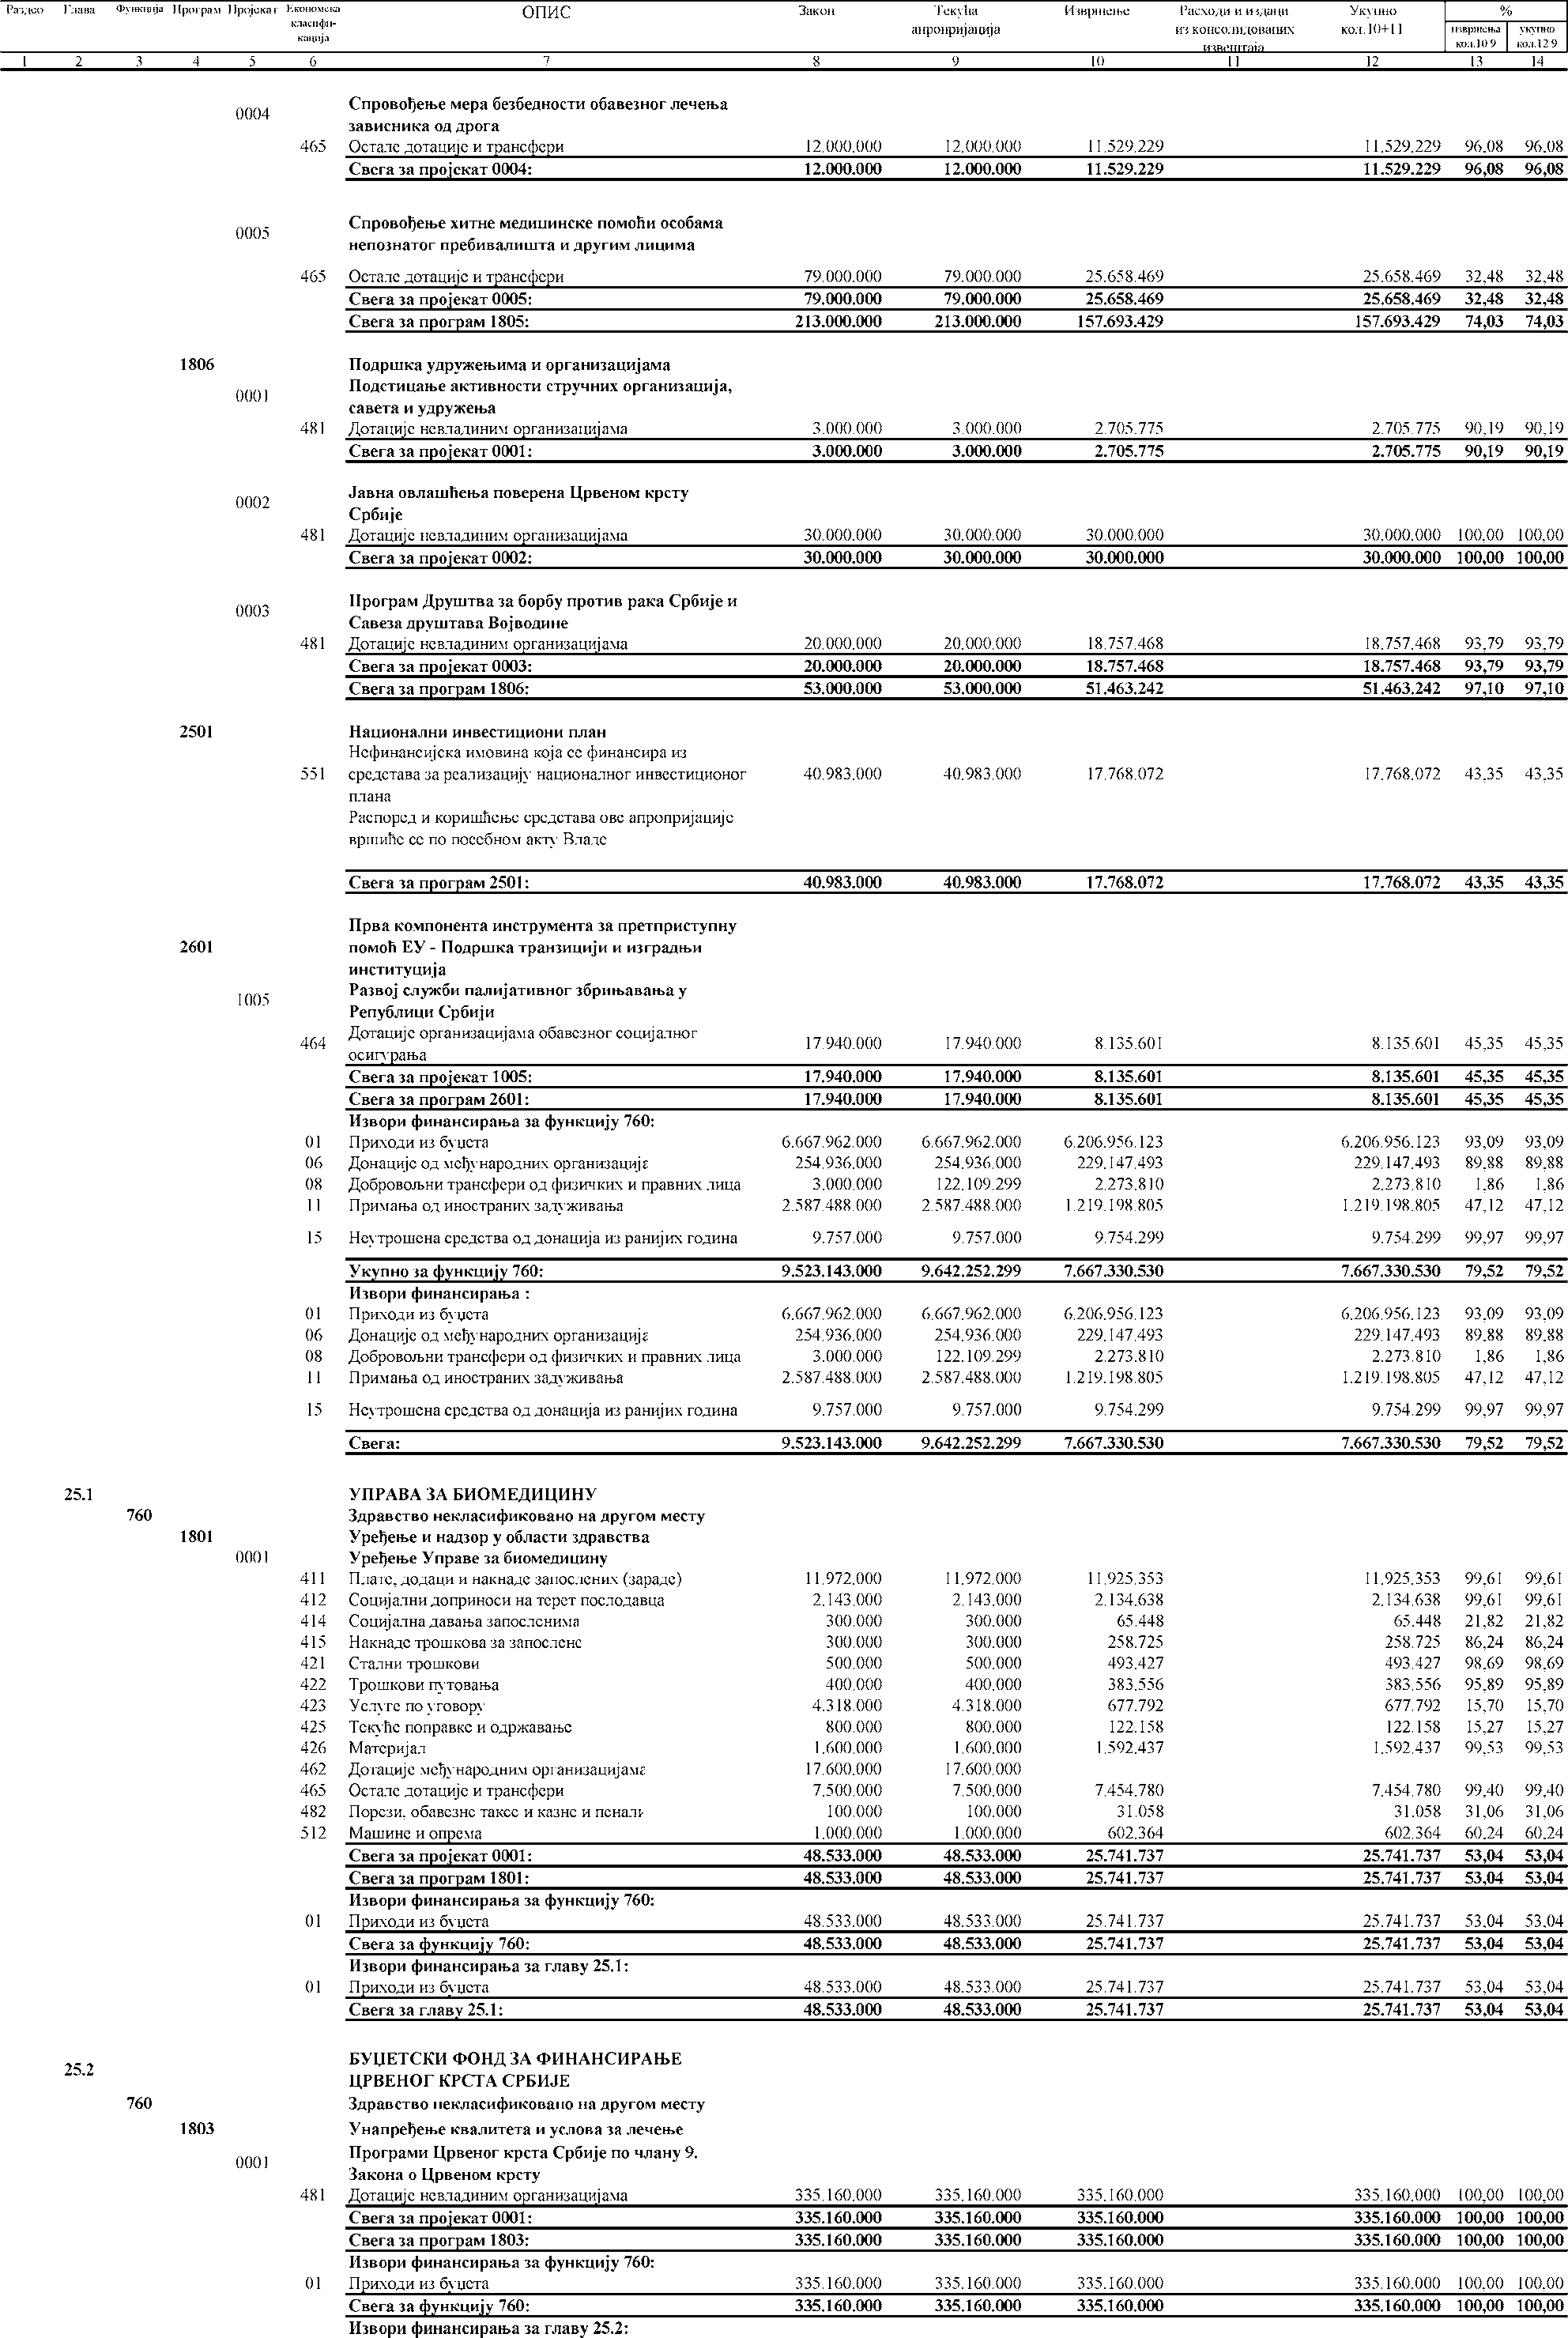 Раздео Глава Функција Програм Пројекат Економска класифи- кација ОПИС Закон Текућа апропријација Извршење Расходи и издаци из консолидованих извештаја Укупно кол.10+11 % извршења кол.10 9 укупно кол.12 9
1 2 3 4 5 6 7 8 9 10 11 12 13 14
0004 Спровођење мера безбедности обавезног лечења
зависника од дрога
465 Остале дотације и трансфери 12.000.000 12.000.000 11.529.229 11.529.229 96,08 96,08
Свега за пројекат 0004: 12.000.000 12.000.000 11.529.229 11.529.229 96,08 96,08
0005 Спровођење хитне медицинске помоћи особама
непознатог пребивалишта и другим лицима
465 Остале дотације и трансфери 79.000.000 79.000.000 25.658.469 25.658.469 32,48 32,48
Свега за пројекат 0005: 79.000.000 79.000.000 25.658.469 25.658.469 32,48 32,48
Свега за програм 1805: 213.000.000 213.000.000 157.693.429 157.693.429 74,03 74,03
1806 Подршка удружењима и организацијама
0001 Подстицање активности стручних организација,
савета и удружења
481 Дотације невладиним организацијама 3.000.000 3.000.000 2.705.775 2.705.775 90,19 90,19
Свега за пројекат 0001: 3.000.000 3.000.000 2.705.775 2.705.775 90,19 90,19
0002 Јавна овлашћења поверена Црвеном крсту
Србије
481 Дотације невладиним организацијама 30.000.000 30.000.000 30.000.000 30.000.000 100,00 100,00
Свега за пројекат 0002: 30.000.000 30.000.000 30.000.000 30.000.000 100,00 100,00
0003 Програм Друштва за борбу против рака Србије и
Савеза друштава Војводине
481 Дотације невладиним организацијама 20.000.000 20.000.000 18.757.468 18.757.468 93,79 93,79
Свега за пројекат 0003: 20.000.000 20.000.000 18.757.468 18.757.468 93,79 93,79
Свега за програм 1806: 53.000.000 53.000.000 51.463.242 51.463.242 97,10 97,10
2501 Национални инвестициони план
Нефинансијска имовина која се финансира из
551 средстава за реализацију националног инвестиционог 40.983.000 40.983.000 17.768.072 17.768.072 43,35 43,35
плана
Распоред и коришћење средстава ове апропријације
вршиће се по посебном акту Владе
Свега за програм 2501: 40.983.000 40.983.000 17.768.072 17.768.072 43,35 43,35
Прва компонента инструмента за претприступну
2601 помоћ ЕУ - Подршка транзицији и изградњи
институција
1005 Развој службе палијативног збрињавања у
Републици Србији
464 Дотације организацијама обавезног социјалног 17.940.000 17.940.000 8.135.601 8.135.601 45,35 45,35
осигурања
Свега за пројекат 1005: 17.940.000 17.940.000 8.135.601 8.135.601 45,35 45,35
Свега за програм 2601: 17.940.000 17.940.000 8.135.601 8.135.601 45,35 45,35
Извори финансирања за функцију 760:
01 Приходи из буџета 6.667.962.000 6.667.962.000 6.206.956.123 6.206.956.123 93,09 93,09
06 Донације од међународних организација 254.936.000 254.936.000 229.147.493 229.147.493 89,88 89,88
08 Добровољни трансфери од физичких и правних лица 3.000.000 122.109.299 2.273.810 2.273.810 1,86 1,86
11 Примања од иностраних задуживања 2.587.488.000 2.587.488.000 1.219.198.805 1.219.198.805 47,12 47,12
15 Неутрошена средства од донација из ранијих година 9.757.000 9.757.000 9.754.299 9.754.299 99,97 99,97
Укупно за функцију 760: 9.523.143.000 9.642.252.299 7.667.330.530 7.667.330.530 79,52 79,52
Извори финансирања :
01 Приходи из буџета 6.667.962.000 6.667.962.000 6.206.956.123 6.206.956.123 93,09 93,09
06 Донације од међународних организација 254.936.000 254.936.000 229.147.493 229.147.493 89,88 89,88
08 Добровољни трансфери од физичких и правних лица 3.000.000 122.109.299 2.273.810 2.273.810 1,86 1,86
11 Примања од иностраних задуживања 2.587.488.000 2.587.488.000 1.219.198.805 1.219.198.805 47,12 47,12
15 Неутрошена средства од донација из ранијих година 9.757.000 9.757.000 9.754.299 9.754.299 99,97 99,97
Свега: 9.523.143.000 9.642.252.299 7.667.330.530 7.667.330.530 79,52 79,52
25.1 УПРАВА ЗА БИОМЕДИЦИНУ
760 Здравство некласификовано на другом месту
1801 Уређење и надзор у области здравства
0001 Уређење Управе за биомедицину
411 Плате, додаци и накнаде запослених (зараде) 11.972.000 11.972.000 11.925.353 11.925.353 99,61 99,61
412 Социјални доприноси на терет послодавца 2.143.000 2.143.000 2.134.638 2.134.638 99,61 99,61
414 Социјална давања запосленима 300.000 300.000 65.448 65.448 21,82 21,82
415 Накнаде трошкова за запослене 300.000 300.000 258.725 258.725 86,24 86,24
421 Стални трошкови 500.000 500.000 493.427 493.427 98,69 98,69
422 Трошкови путовања 400.000 400.000 383.556 383.556 95,89 95,89
423 Услуге по уговору 4.318.000 4.318.000 677.792 677.792 15,70 15,70
425 Текуће поправке и одржавање 800.000 800.000 122.158 122.158 15,27 15,27
426 Материјал 1.600.000 1.600.000 1.592.437 1.592.437 99,53 99,53
462 Дотације међународним организацијама 17.600.000 17.600.000
465 Остале дотације и трансфери 7.500.000 7.500.000 7.454.780 7.454.780 99,40 99,40
482 Порези, обавезне таксе и казне и пенали 100.000 100.000 31.058 31.058 31,06 31,06
512 Машине и опрема 1.000.000 1.000.000 602.364 602.364 60,24 60,24
Свега за пројекат 0001: 48.533.000 48.533.000 25.741.737 25.741.737 53,04 53,04
Свега за програм 1801: 48.533.000 48.533.000 25.741.737 25.741.737 53,04 53,04
Извори финансирања за функцију 760:
01 Приходи из буџета 48.533.000 48.533.000 25.741.737 25.741.737 53,04 53,04
Свега за функцију 760: 48.533.000 48.533.000 25.741.737 25.741.737 53,04 53,04
Извори финансирања за главу 25.1:
01 Приходи из буџета 48.533.000 48.533.000 25.741.737 25.741.737 53,04 53,04
Свега за главу 25.1: 48.533.000 48.533.000 25.741.737 25.741.737 53,04 53,04
25.2 БУЏЕТСКИ ФОНД ЗА ФИНАНСИРАЊЕ
ЦРВЕНОГ КРСТА СРБИЈЕ
760 Здравство некласификовано на другом месту
1803 Унапређење квалитета и услова за лечење
0001 Програми Црвеног крста Србије по члану 9.
Закона о Црвеном крсту
481 Дотације невладиним организацијама 335.160.000 335.160.000 335.160.000 335.160.000 100,00 100,00
Свега за пројекат 0001: 335.160.000 335.160.000 335.160.000 335.160.000 100,00 100,00
Свега за програм 1803: 335.160.000 335.160.000 335.160.000 335.160.000 100,00 100,00
Извори финансирања за функцију 760:
01 Приходи из буџета 335.160.000 335.160.000 335.160.000 335.160.000 100,00 100,00
Свега за функцију 760: 335.160.000 335.160.000 335.160.000 335.160.000 100,00 100,00
Извори финансирања за главу 25.2: